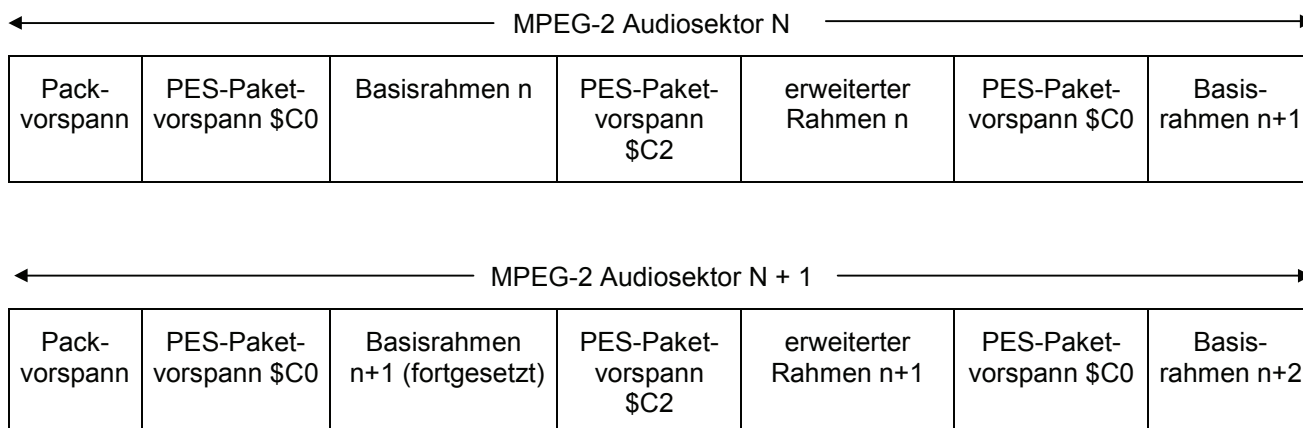 MPEG-2 Audiosektor N
Pack-
vorspann
PES-Paket-
vorspann $C0
Basisrahmen n
PES-Paket-
vorspann
$C2
erweiterter
Rahmen n
PES-Paket-
vorspann $C0
Basis-
rahmen n+1
MPEG-2 Audiosektor N + 1
Pack-
vorspann
PES-Paket-
vorspann $C0
Basisrahmen
n+1 (fortgesetzt)
PES-Paket-
vorspann
$C2
erweiterter
Rahmen n+1
PES-Paket-
vorspann $C0
Basis-
rahmen n+2